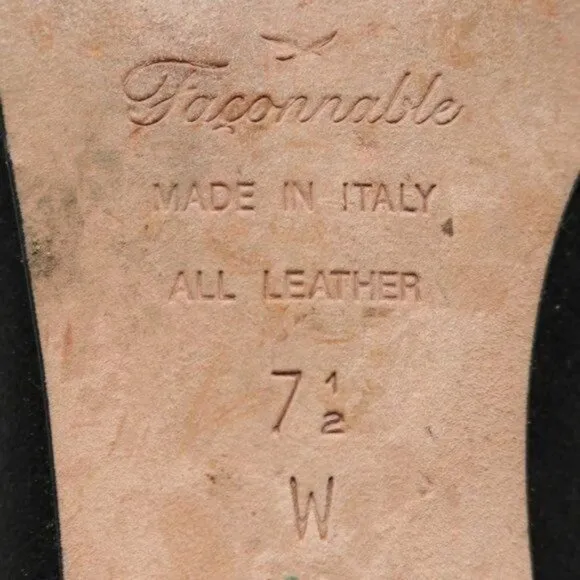 Façonnable
MADE IN ITALY
ALL LEATHER
7 1/2
W